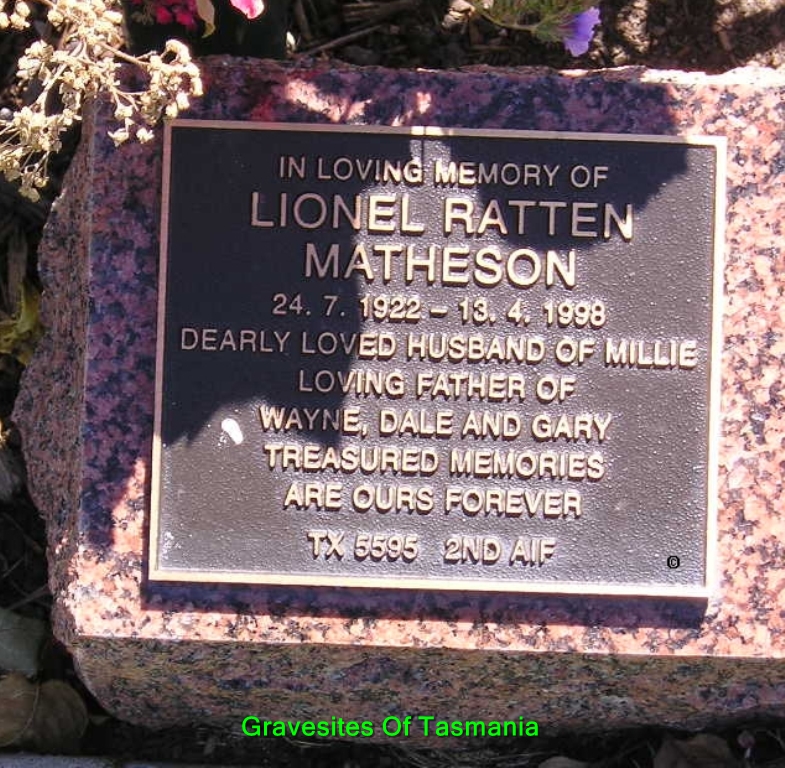 IN LOVING MEMORY OF
LIONEL RATTEN
MATHESON
24. 7. 1922 – 13. 4. 1998
DEARLY LOVED HUSBAND OF MILLIE
LOVING FATHER OF
WAYNE, DALE AND GARY
TREASURED MEMORIES
ARE OURS FOREVER
TX 5595 2ND AIF
©
Gravesites Of Tasmania